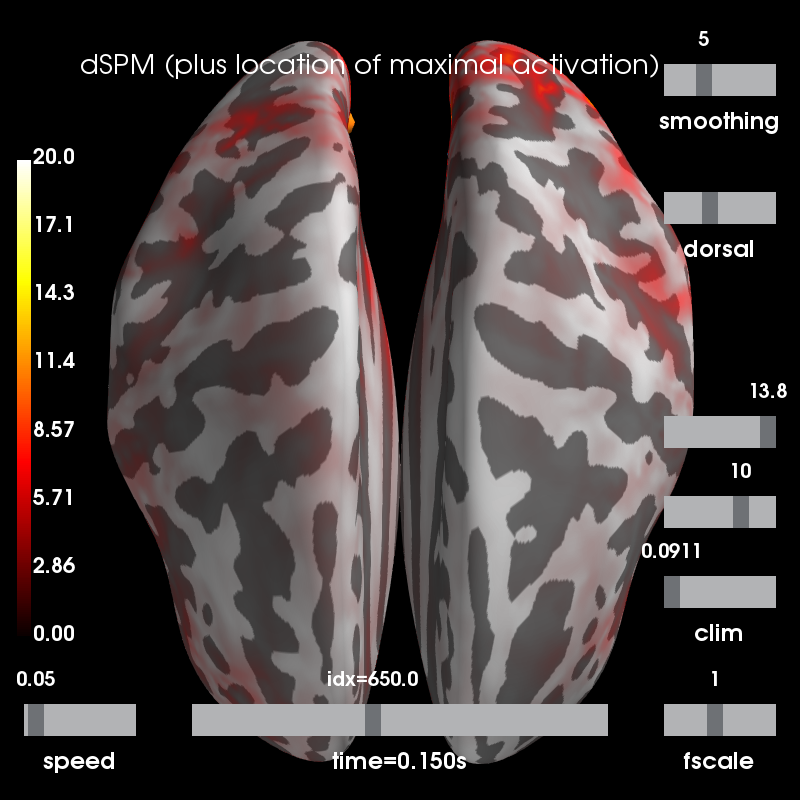 5
dSPM (plus location of maximal activation)
smoothing
20.0
17.1
dorsal
14.3
11.4
13.8
8.57
10
5.71
0.0911
2.86
0.00
clim
0.05
idx=650.0
1
speed
time=0.150s
fscale